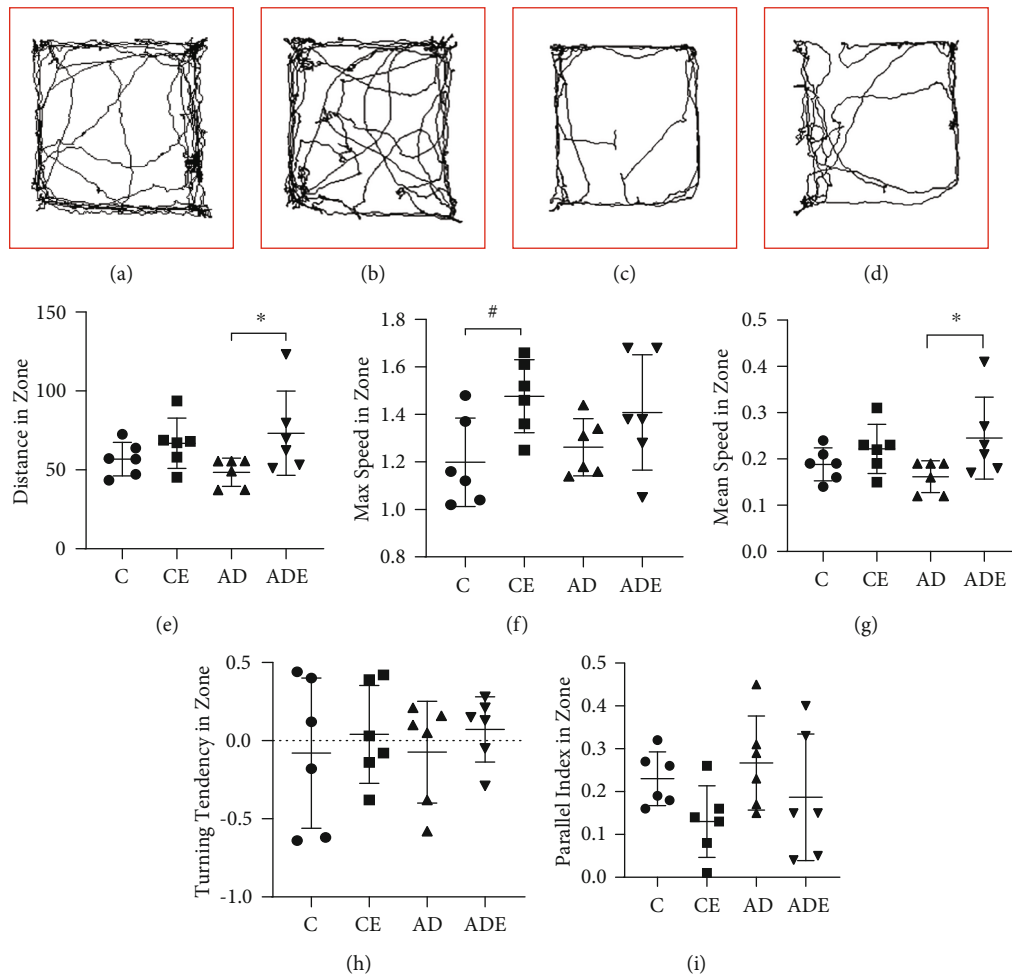 (a)
(b)
(c)
(d)
Distance in Zone
150
100
50
0
*
C CE AD ADE
(e)
Max Speed in Zone
1.8
1.6
1.4
1.2
1.0
0.8
#
C CE AD ADE
(f)
Mean Speed in Zone
0.5
0.4
0.3
0.2
0.1
0.0
*
C CE AD ADE
(g)
Turning Tendency in Zone
0.5
0.0
-0.5
-1.0
C CE AD ADE
(h)
Parallel Index in Zone
0.5
0.4
0.3
0.2
0.1
0.0
C CE AD ADE
(i)